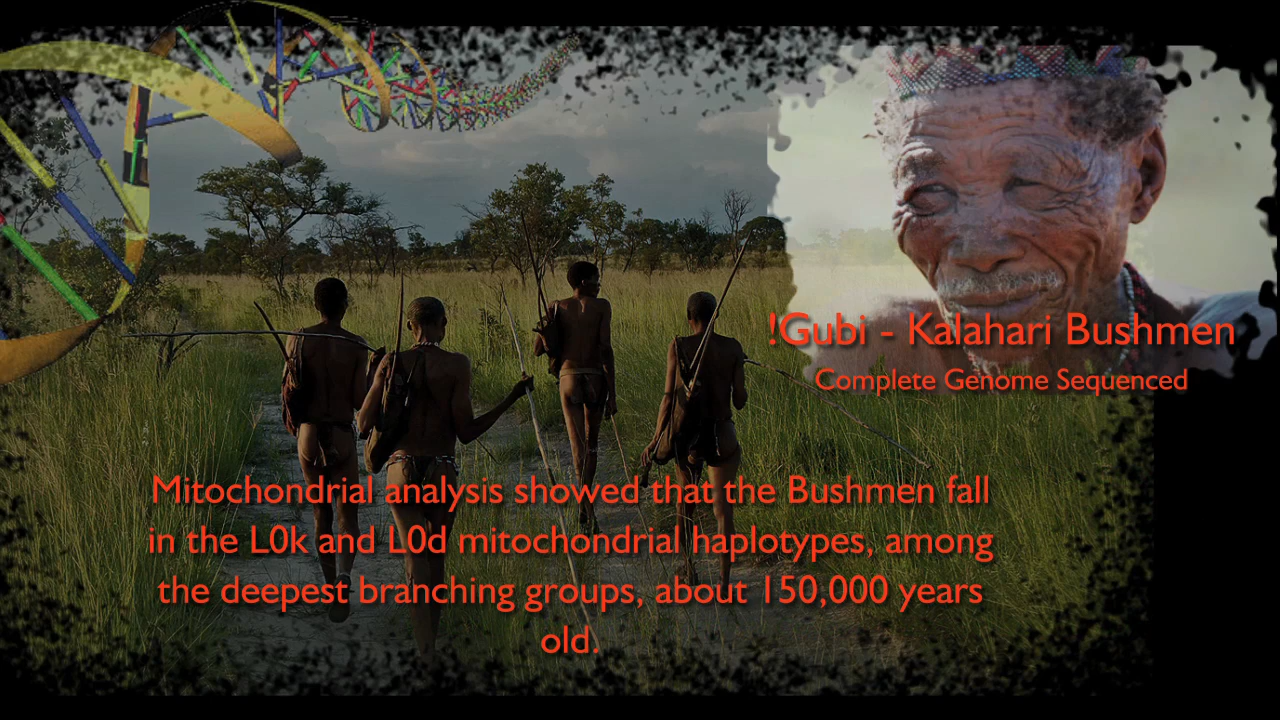 !Gubi - Kalahari Bushmen
Complete Genome Sequenced
Mitochondrial analysis showed that the Bushmen fall
in the L0k and L0d mitochondrial haplotypes, among
the deepest branching groups, about 150,000 years
old.